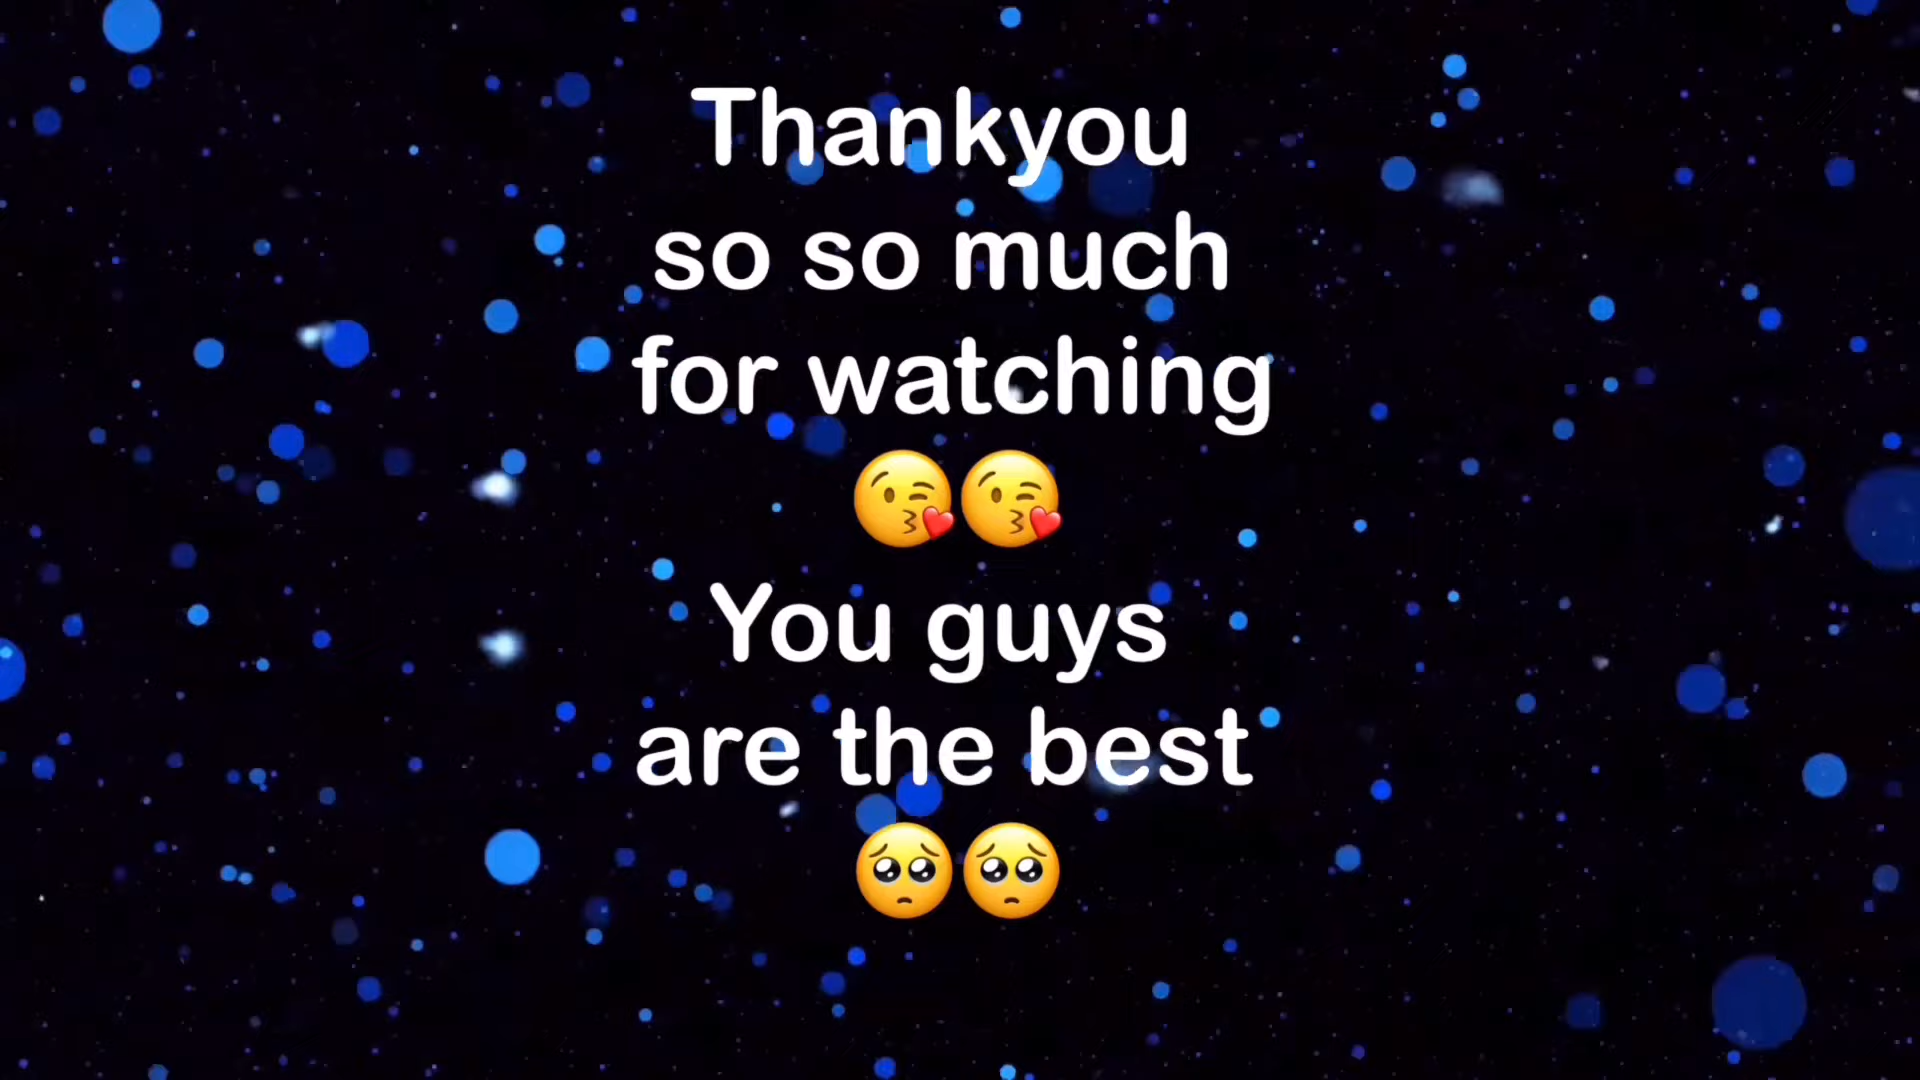 Thankyou
so so much
for watching
😘😘
You guys
are the best
🥺🥺